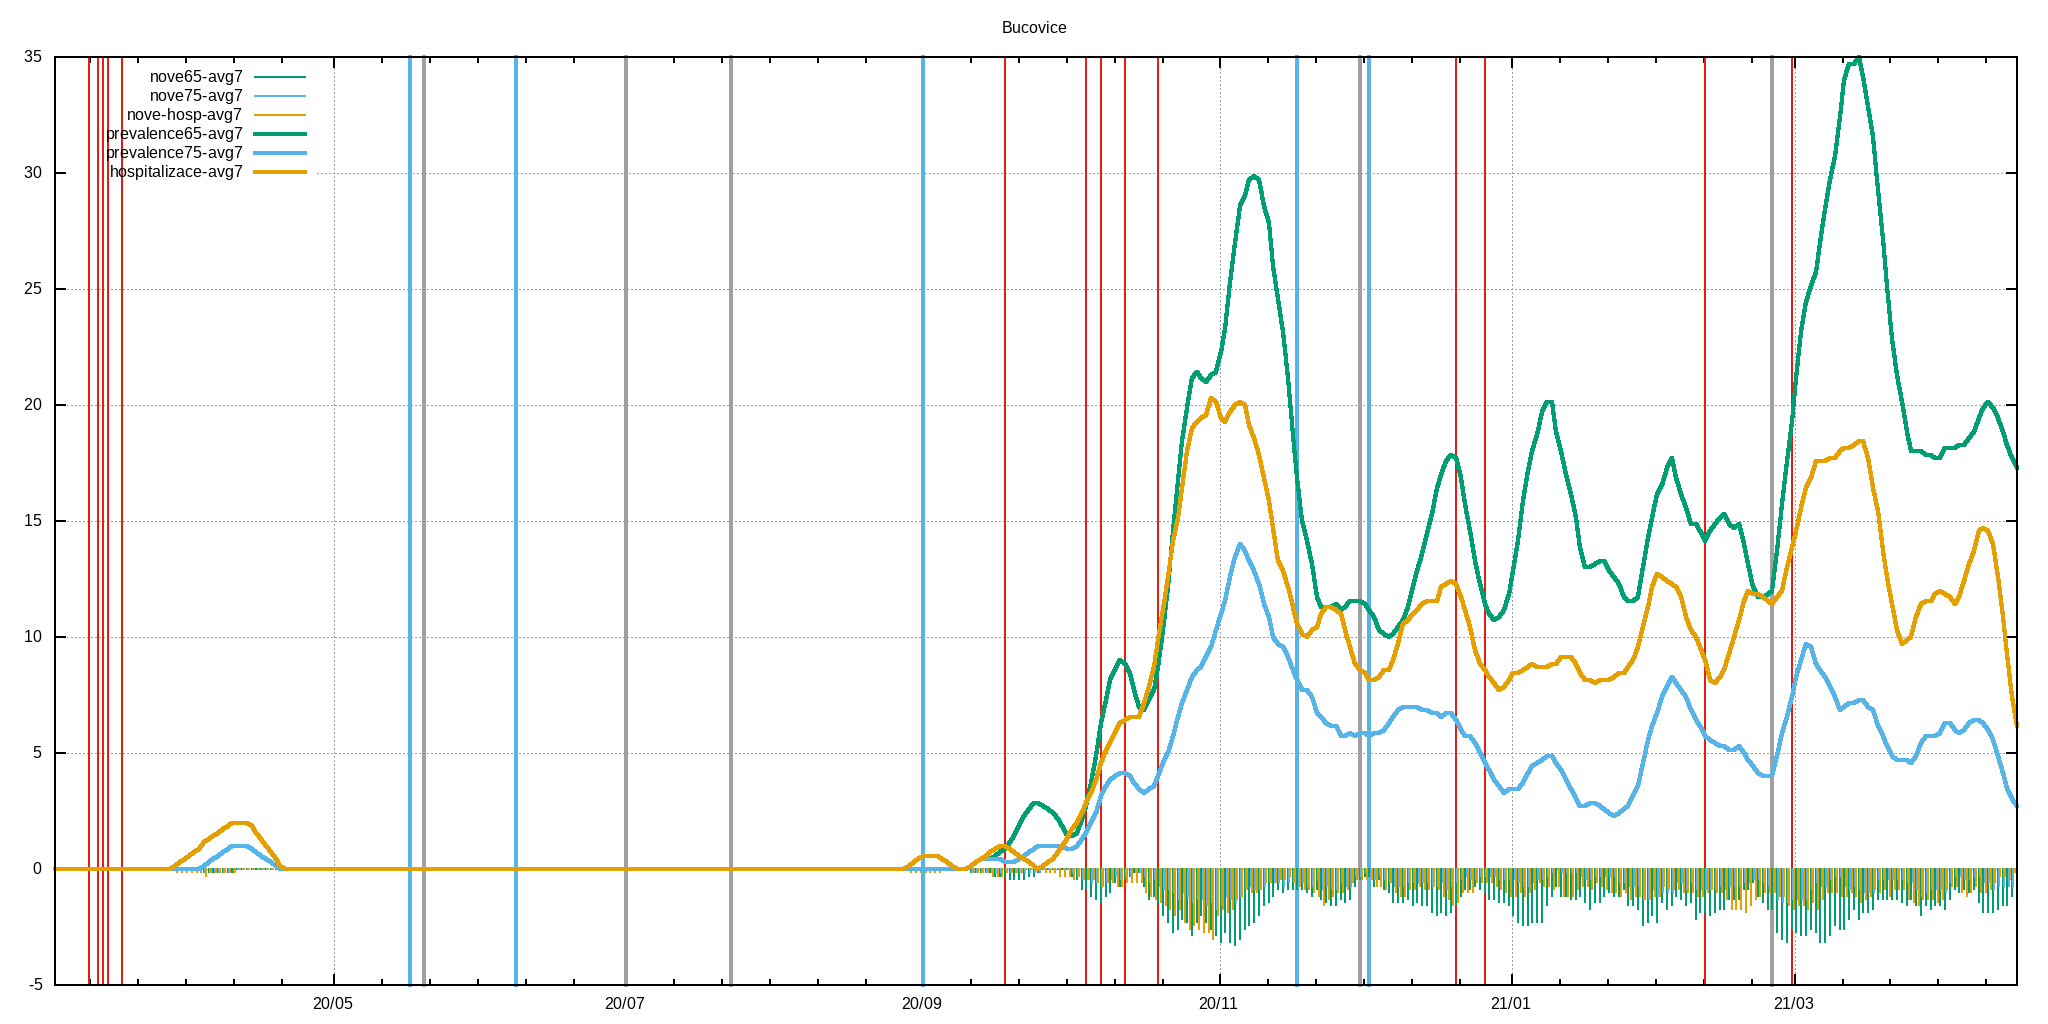 Bucovice
35
30
25
20
15
10
5
0
-5
nove65-avg7
nove75-avg7
nove-hosp-avg7
prevalence65-avg7
prevalence75-avg7
hospitalizace-avg7
20/05 20/07 20/09 20/11 21/01 21/03